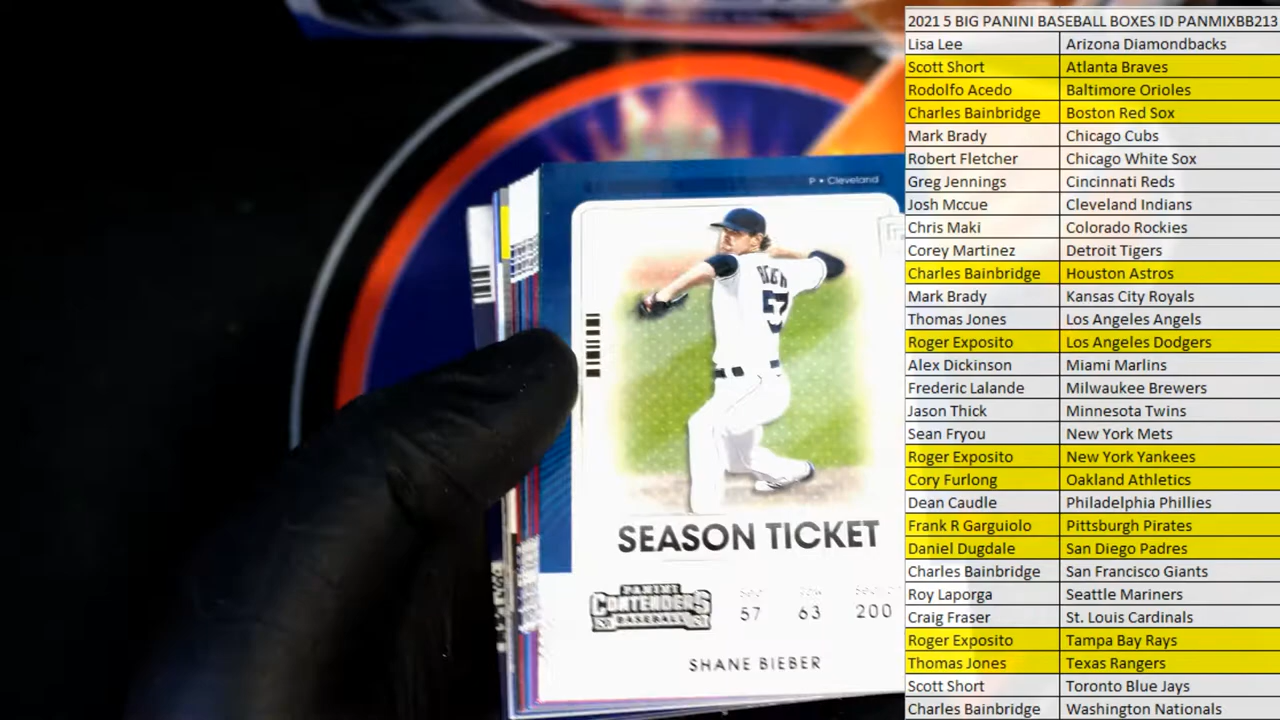 2021 5 BIG PANINI BASEBALL BOXES ID PANMIXBB213
Lisa Lee Arizona Diamondbacks
Scott Short Atlanta Braves
Rodolfo Acedo Baltimore Orioles
Charles Bainbridge Boston Red Sox
Mark Brady Chicago Cubs
Robert Fletcher Chicago White Sox
Greg Jennings Cincinnati Reds
Josh Mccue Cleveland Indians
Chris Maki Colorado Rockies
Corey Martinez Detroit Tigers
Charles Bainbridge Houston Astros
Mark Brady Kansas City Royals
Thomas Jones Los Angeles Angels
Roger Exposito Los Angeles Dodgers
Alex Dickinson Miami Marlins
Frederic Lalande Milwaukee Brewers
Jason Thick Minnesota Twins
Sean Fryou New York Mets
Roger Exposito New York Yankees
Cory Furlong Oakland Athletics
Dean Caudle Philadelphia Phillies
Frank R Garguiolo Pittsburgh Pirates
Daniel Dugdale San Diego Padres
Charles Bainbridge San Francisco Giants
Roy Laporga Seattle Mariners
Craig Fraser St. Louis Cardinals
Roger Exposito Tampa Bay Rays
Thomas Jones Texas Rangers
Scott Short Toronto Blue Jays
Charles Bainbridge Washington Nationals
P • Cleveland
57
SEASON TICKET
PANINI
CONTENDERS
BASEBALL
57 63 200
SHANE BIEBER